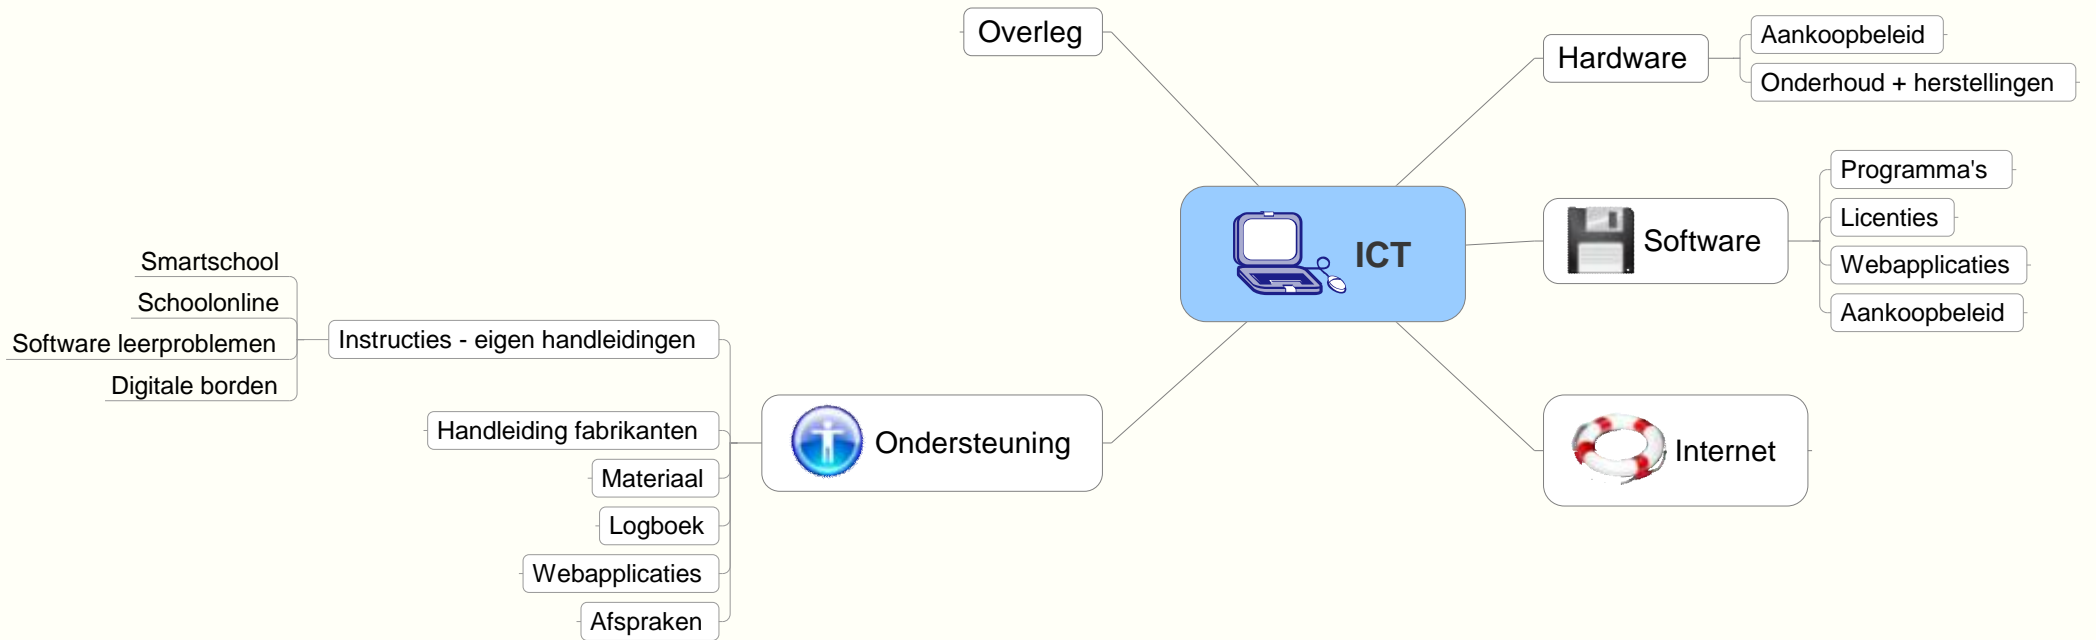 Overleg
Hardware
Aankoopbeleid
Onderhoud + herstellingen
ICT
Software
Programma's
Licenties
Webapplicaties
Aankoopbeleid
Internet
Ondersteuning
Instructies - eigen handleidingen
Smartschool
Schoolonline
Software leerproblemen
Digitale borden
Handleiding fabrikanten
Materiaal
Logboek
Webapplicaties
Afspraken